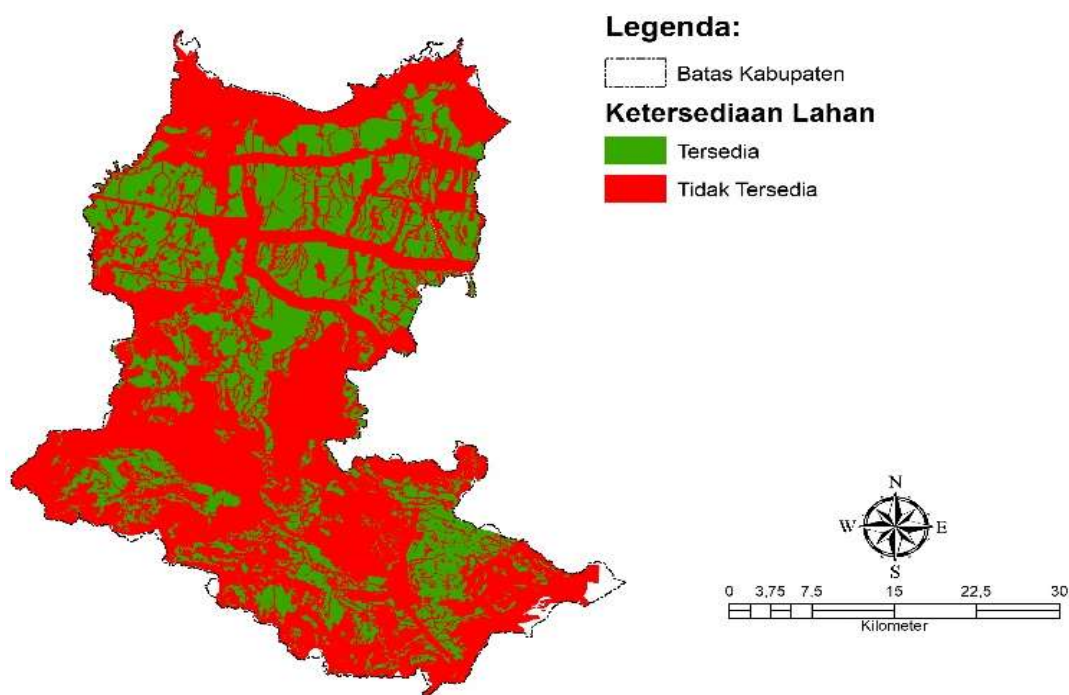 Legenda:
Batas Kabupaten
Ketersediaan Lahan
Tersedia
Tidak Tersedia
N
W E
S
0 3,75 7,5 15 22,5 30
Kilometer